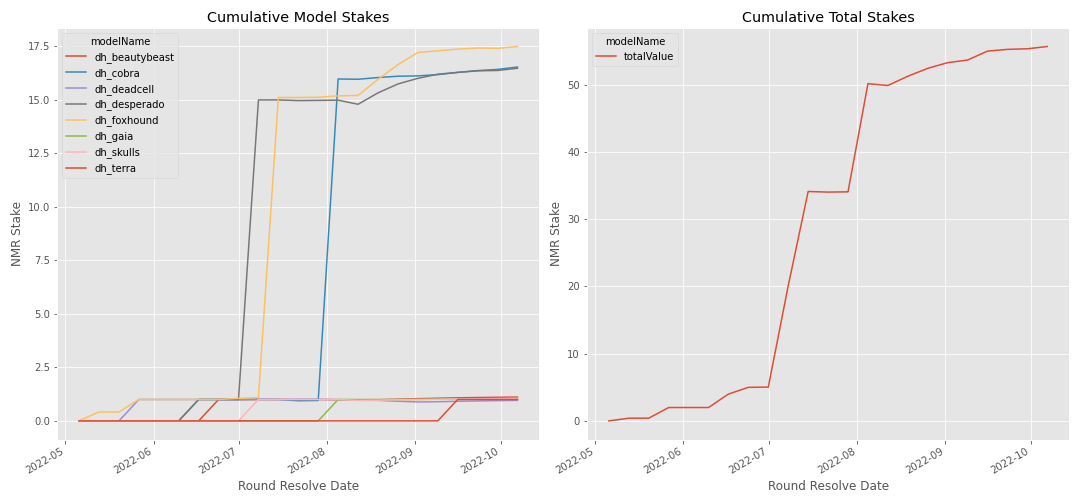 Cumulative Model Stakes
modelName
dh_beautybeast
dh_cobra
dh_deadcell
dh_desperado
dh_foxhound
dh_gaia
dh_skulls
dh_terra
17.5
15.0
12.5
10.0
7.5
5.0
2.5
0.0
NMR Stake
2022-05
2022-06
2022-07
2022-08
2022-09
2022-10
Round Resolve Date
Cumulative Total Stakes
modelName
totalValue
50
40
30
20
10
0
NMR Stake
2022-05
2022-06
2022-07
2022-08
2022-09
2022-10
Round Resolve Date